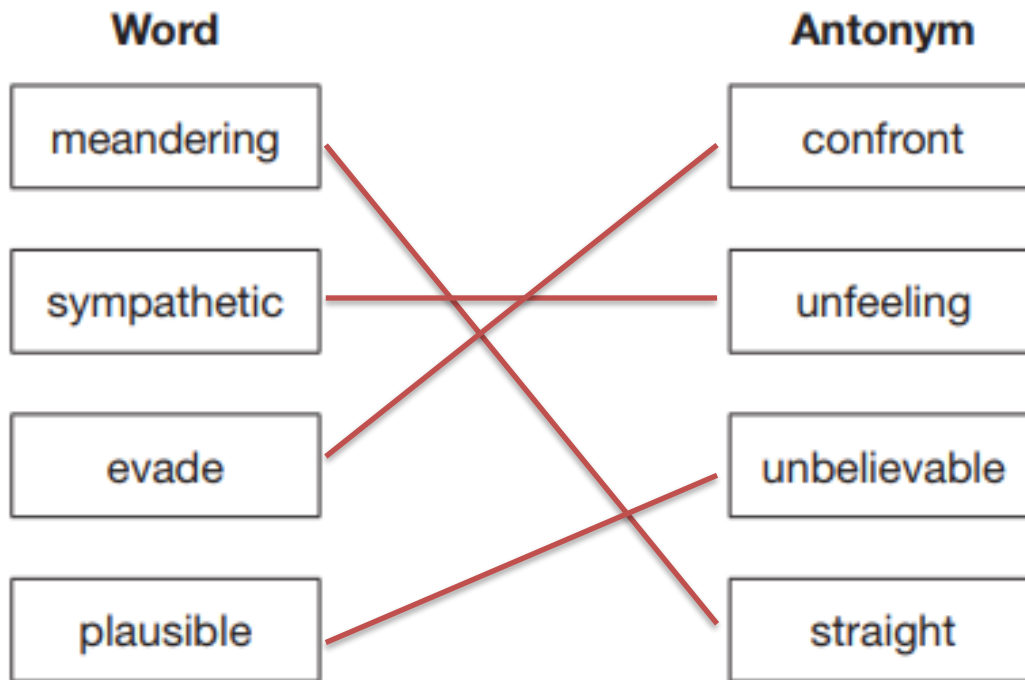 Word Antonym
meandering confront
sympathetic unfeeling
evade unbelievable
plausible straight